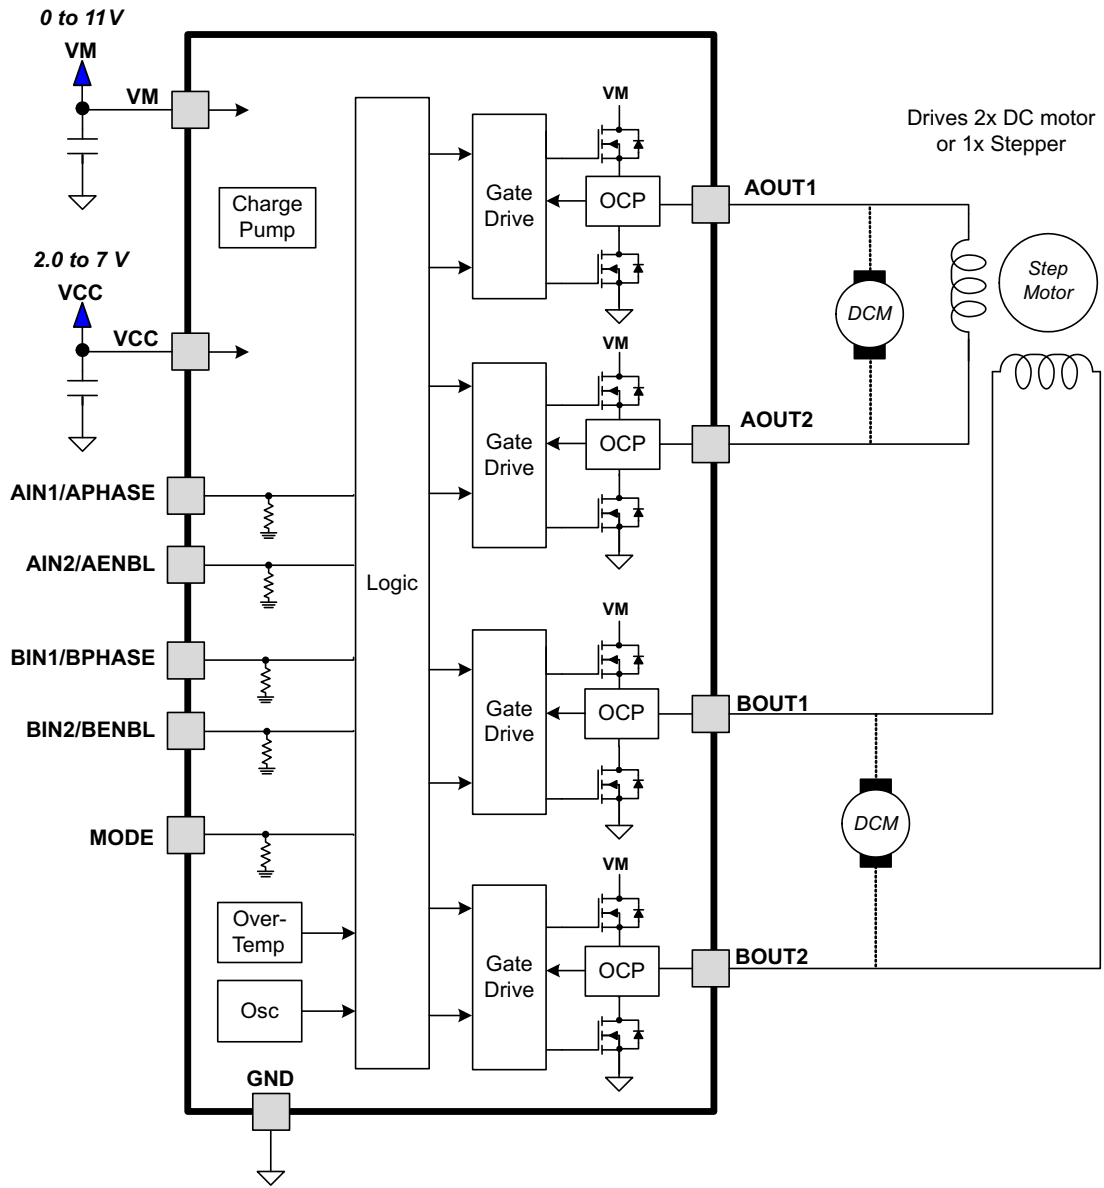 0 to 11V
VM
VM
Charge
Pump
2.0 to 7 V
VCC
VCC
AIN1/APHASE
AIN2/AENBL
BIN1/BPHASE
BIN2/BENBL
MODE
Over-
Temp
Osc
GND
Logic
Gate
Drive
VM
OCP
Gate
Drive
VM
OCP
Gate
Drive
VM
OCP
Gate
Drive
VM
OCP
AOUT1
AOUT2
BOUT1
BOUT2
Drives 2x DC motor
or 1x Stepper
DCM
Step
Motor
DCM